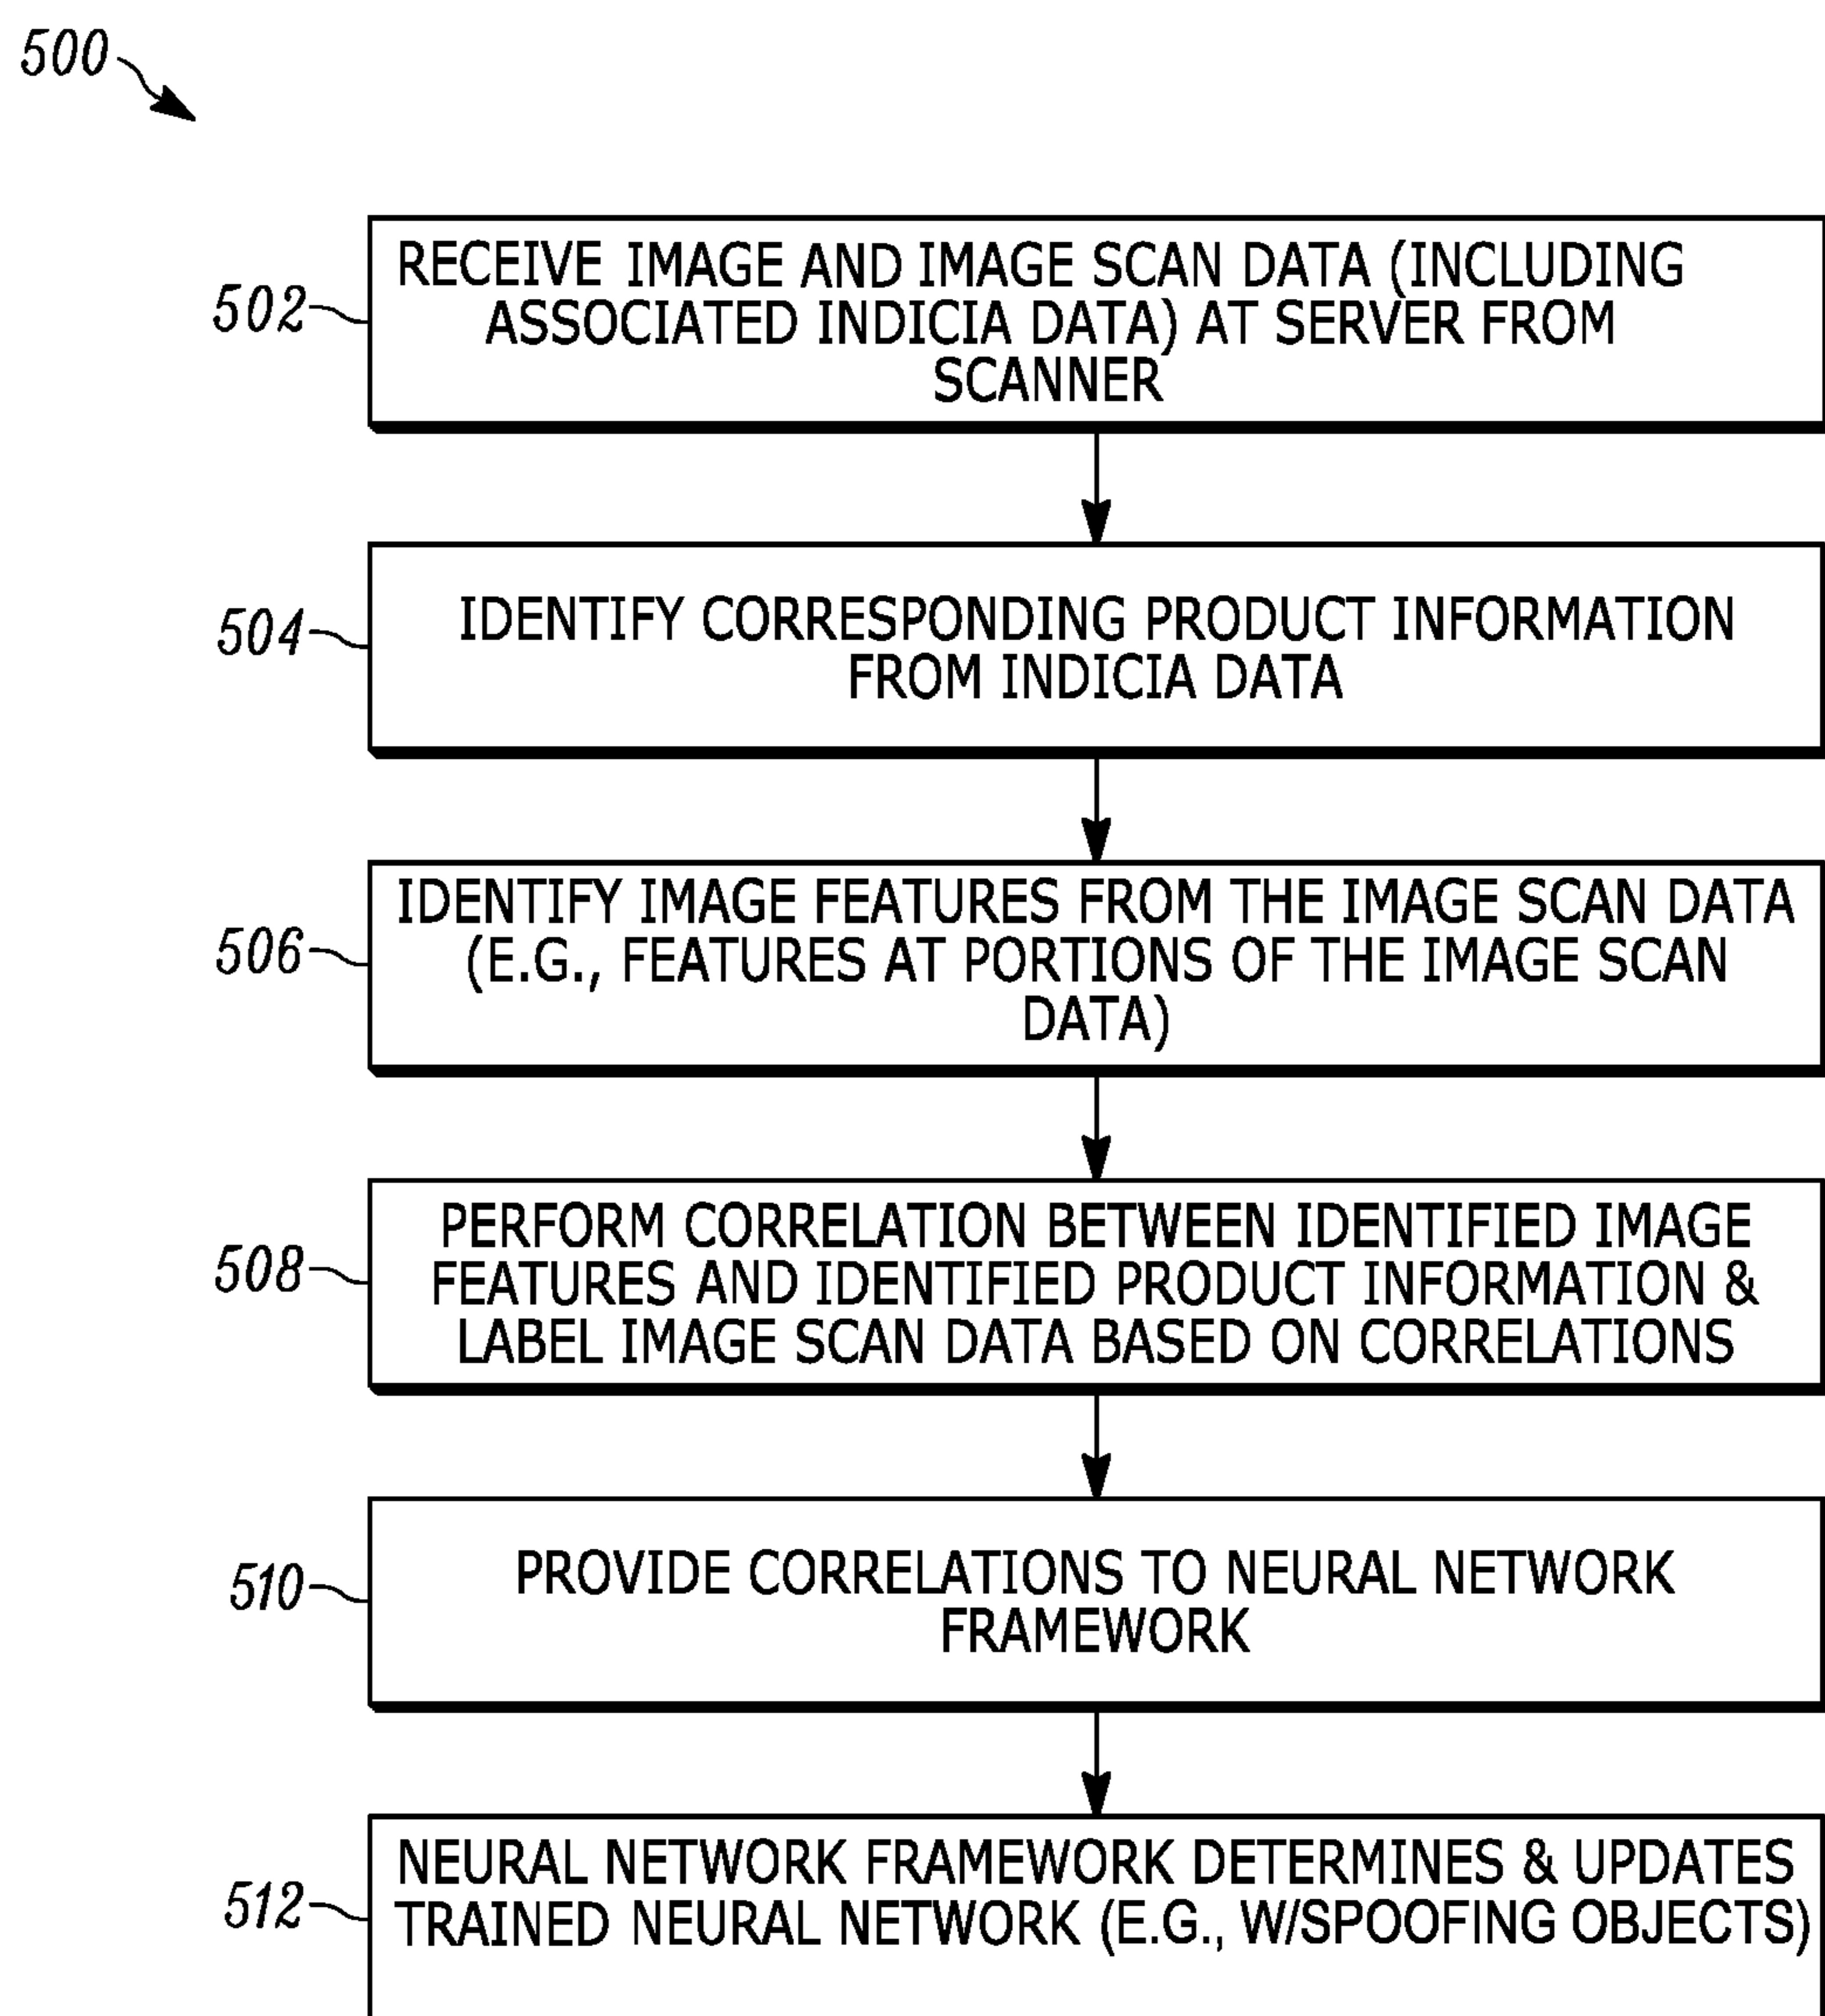 500
502
RECEIVE IMAGE AND IMAGE SCAN DATA (INCLUDING
ASSOCIATED INDICIA DATA) AT SERVER FROM
SCANNER
504
IDENTIFY CORRESPONDING PRODUCT INFORMATION
FROM INDICIA DATA
506
IDENTIFY IMAGE FEATURES FROM THE IMAGE SCAN DATA
(E.G., FEATURES AT PORTIONS OF THE IMAGE SCAN
DATA)
508
PERFORM CORRELATION BETWEEN IDENTIFIED IMAGE
FEATURES AND IDENTIFIED PRODUCT INFORMATION &
LABEL IMAGE SCAN DATA BASED ON CORRELATIONS
510
PROVIDE CORRELATIONS TO NEURAL NETWORK
FRAMEWORK
512
NEURAL NETWORK FRAMEWORK DETERMINES & UPDATES
TRAINED NEURAL NETWORK (E.G., W/SPOOFING OBJECTS)